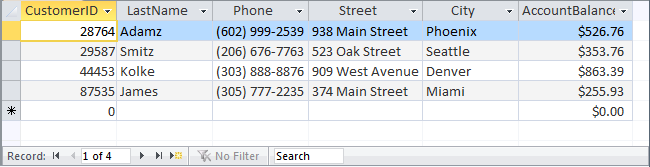 CustomerID LastName Phone Street City AccountBalance
28764 Adamz (602) 999-2539 938 Main Street Phoenix $526.76
29587 Smitz (206) 676-7763 523 Oak Street Seattle $353.76
44453 Kolke (303) 888-8876 909 West Avenue Denver $863.39
87535 James (305) 777-2235 374 Main Street Miami $255.93
* 0 $0.00
Record: 1 of 4 No Filter Search